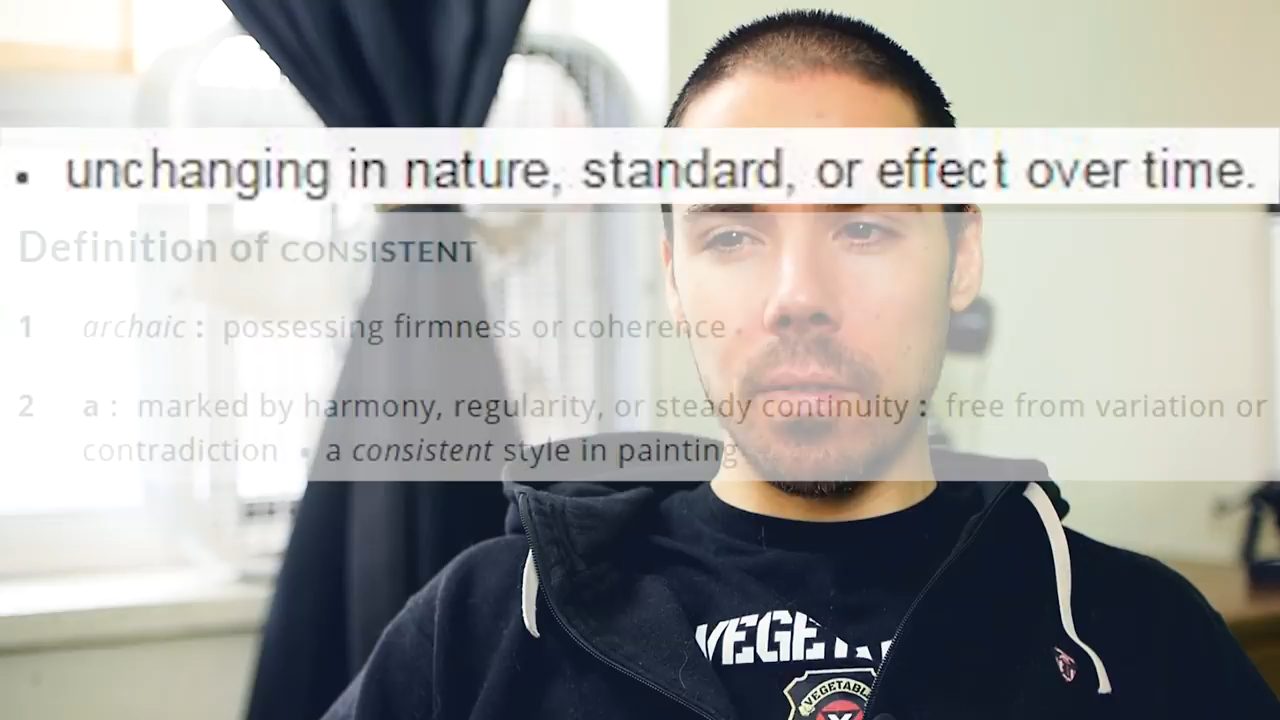 • unchanging in nature, standard, or effect over time.
Definition of CONSISTENT
1 archaic : possessing firmness or coherence
2 a : marked by harmony, regularity, or steady continuity : free from variation or
contradiction • a consistent style in painting